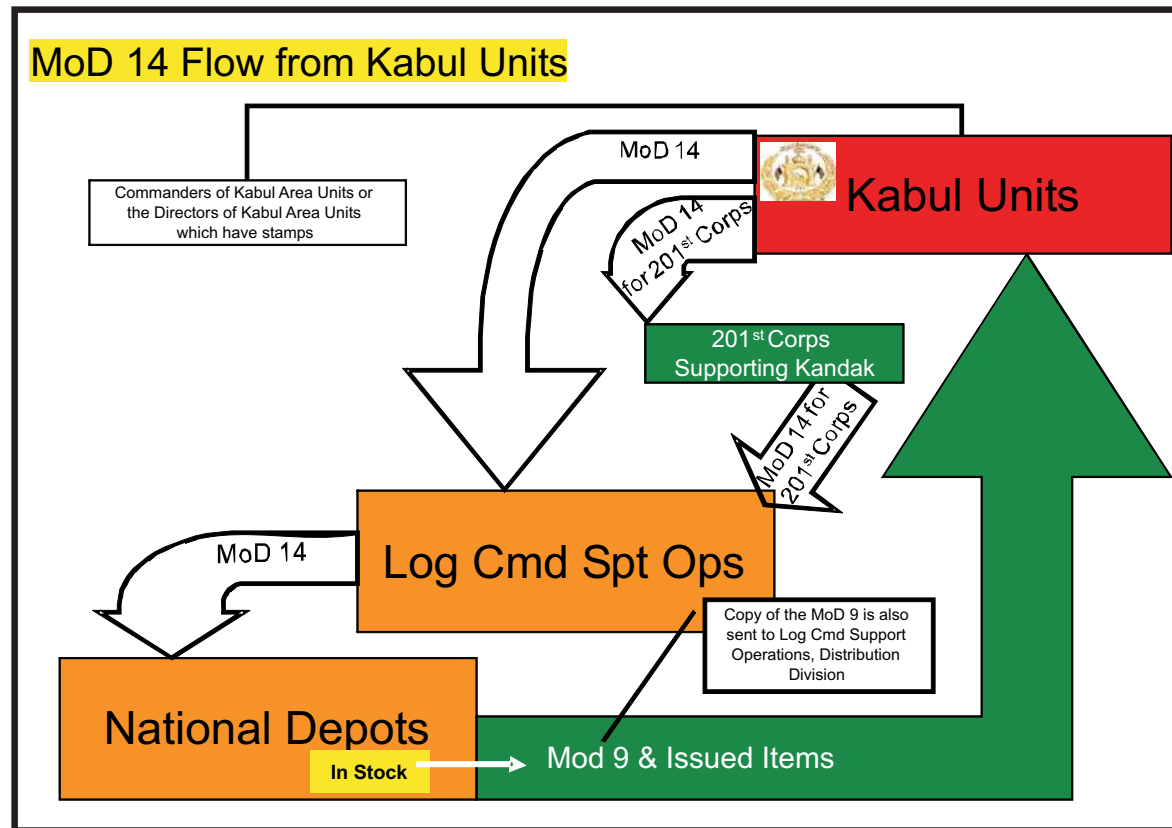 MoD 14 Flow from Kabul Units
MoD 14
Kabul Units
Commanders of Kabul Area Units or
the Directors of Kabul Area Units
which have stamps
MoD 14
for 201st Corps
201st Corps
Supporting Kandak
MoD 14 for
201st Corps
Log Cmd Spt Ops
MoD 14
Copy of the MoD 9 is also
sent to Log Cmd Support
Operations, Distribution
Division
National Depots
In Stock
Mod 9 & Issued Items